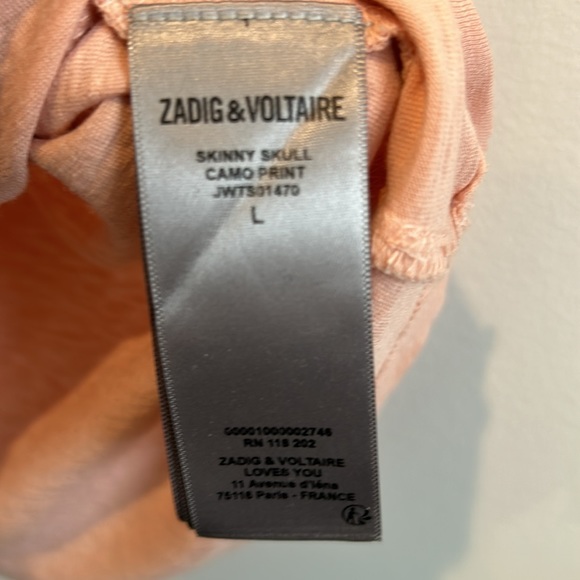 ZADIG & VOLTAIRE
SKINNY SKULL
CAMO PRINT
JWTS01470
L
00001000002746
RN 118 202
ZADIG & VOLTAIRE
LOVES YOU
11 Avenue d'Iéna
75116 Paris - FRANCE